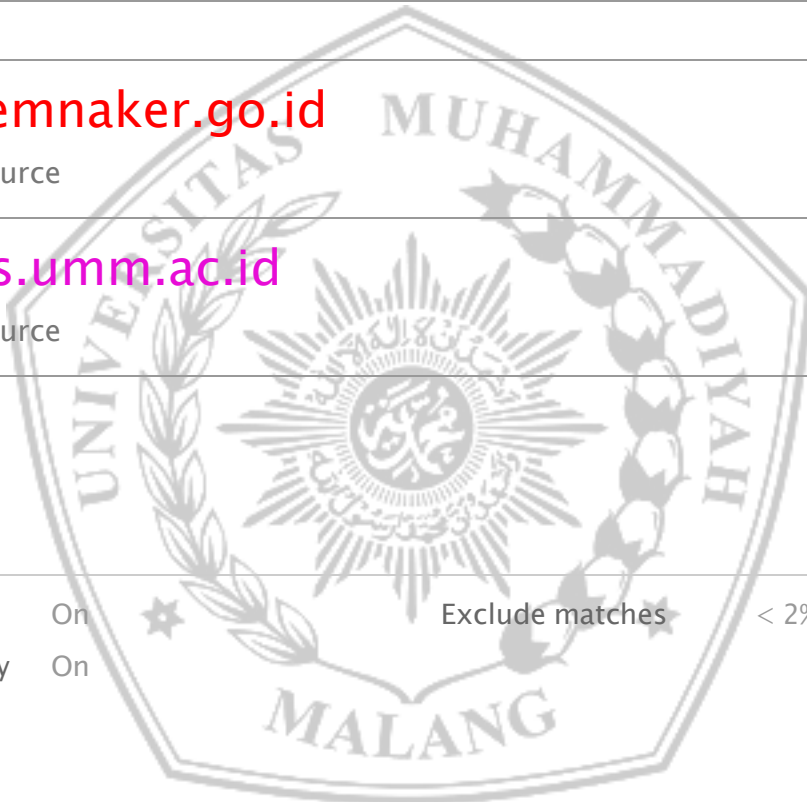 emnaker.go.id
urce
s.umm.ac.id
urce
On
Exclude matches
< 2%
y
On
UNIVERSITAS MUHAMMADIYAH
MALANG